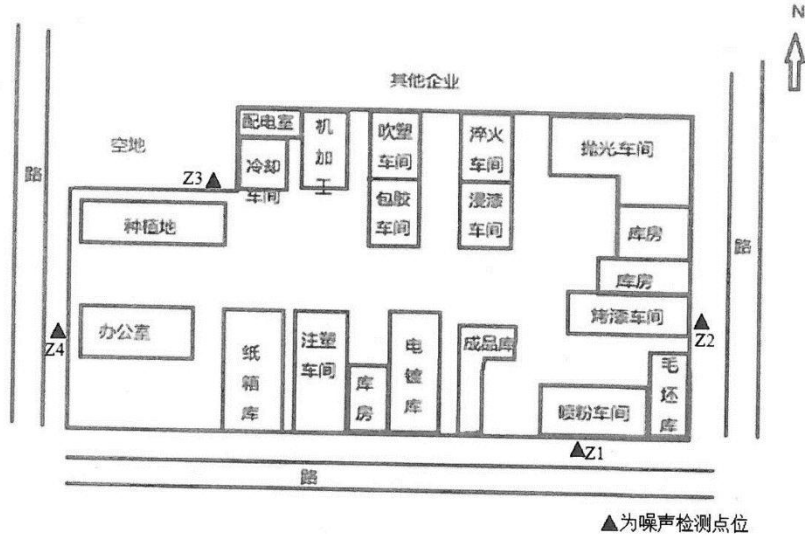 N
其他企业
配电室
机加工
吹塑车间
淬火车间
抛光车间
空地
冷却车间
路
Z3
包胶车间
浸漆车间
种植地
库房
路
库房
烤漆车间
Z2
办公室
Z4
纸箱库
注塑车间
库房
电镀库
成品库
毛坯库
喷粉车间
Z1
路
▲为噪声检测点位